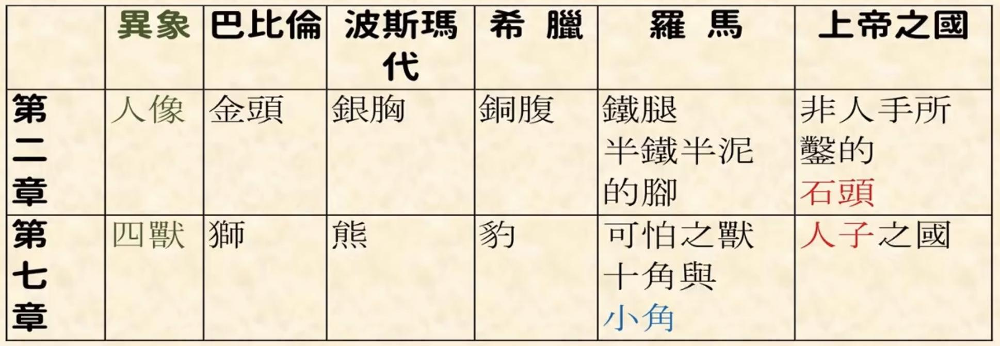 異象 巴比倫 波斯瑪代 希臘 羅馬 上帝之國
第二章 人像 金頭 銀胸 銅腹 鐵腿 半鐵半泥的腳 非人手所鑿的石頭
第七章 四獸 獅 熊 豹 可怕之獸 十角與小角 人子之國